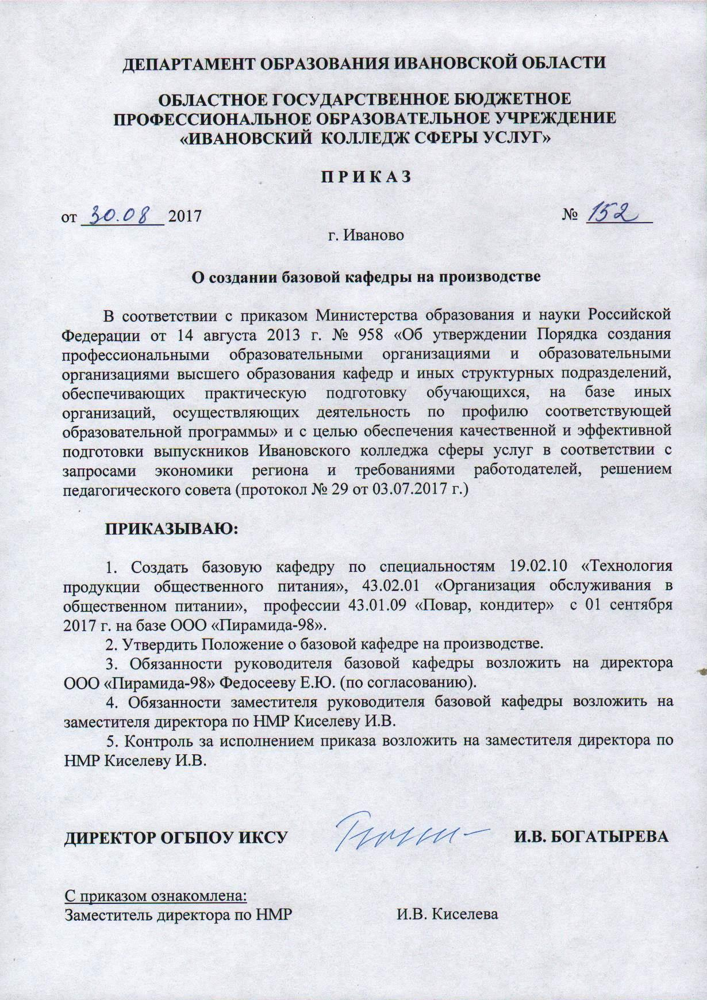 ДЕПАРТАМЕНТ ОБРАЗОВАНИЯ ИВАНОВСКОЙ ОБЛАСТИ
ОБЛАСТНОЕ ГОСУДАРСТВЕННОЕ БЮДЖЕТНОЕ
ПРОФЕССИОНАЛЬНОЕ ОБРАЗОВАТЕЛЬНОЕ УЧРЕЖДЕНИЕ
«ИВАНОВСКИЙ КОЛЛЕДЖ СФЕРЫ УСЛУГ»
П Р И К А З
от 30.08 2017 № 152
г. Иваново
О создании базовой кафедры на производстве
В соответствии с приказом Министерства образования и науки Российской
Федерации от 14 августа 2013 г. № 958 «Об утверждении Порядка создания
профессиональными образовательными организациями и образовательными
организациями высшего образования кафедр и иных структурных подразделений,
обеспечивающих практическую подготовку обучающихся, на базе иных
организаций, осуществляющих деятельность по профилю соответствующей
образовательной программы» и с целью обеспечения качественной и эффективной
подготовки выпускников Ивановского колледжа сферы услуг в соответствии с
запросами экономики региона и требованиями работодателей, решением
педагогического совета (протокол № 29 от 03.07.2017 г.)
ПРИКАЗЫВАЮ:
1. Создать базовую кафедру по специальностям 19.02.10 «Технология
продукции общественного питания», 43.02.01 «Организация обслуживания в
общественном питании», профессии 43.01.09 «Повар, кондитер» с 01 сентября
2017 г. на базе ООО «Пирамида-98».
2. Утвердить Положение о базовой кафедре на производстве.
3. Обязанности руководителя базовой кафедры возложить на директора
ООО «Пирамида-98» Федосееву Е.Ю. (по согласованию).
4. Обязанности заместителя руководителя базовой кафедры возложить на
заместителя директора по НМР Киселеву И.В.
5. Контроль за исполнением приказа возложить на заместителя директора по
НМР Киселеву И.В.
ДИРЕКТОР ОГБПОУ ИКСУ И.В. БОГАТЫРЕВА
С приказом ознакомлена:
Заместитель директора по НМР И.В. Киселева